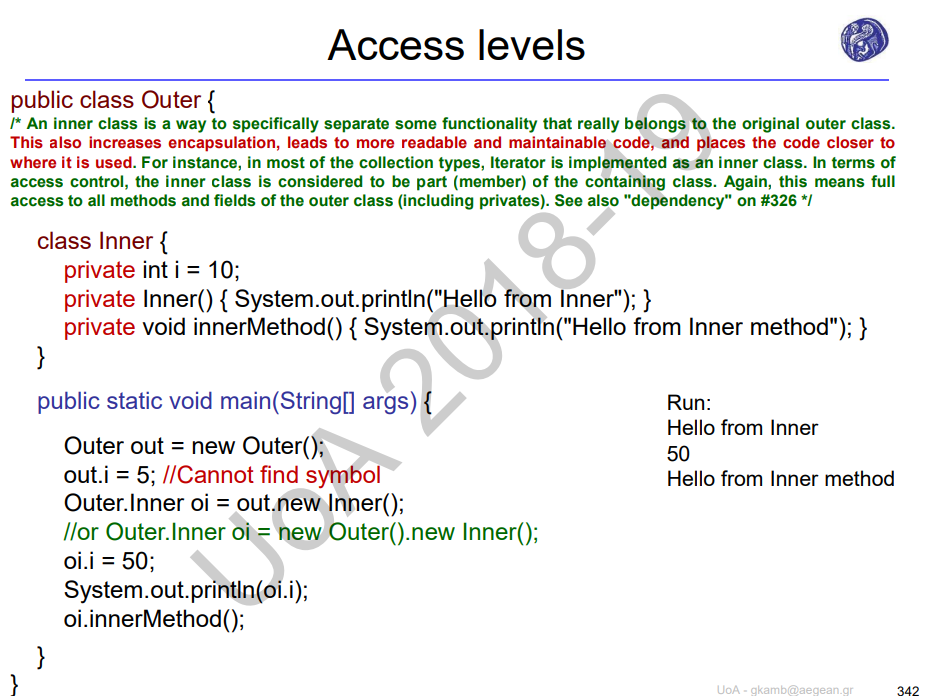 Access levels
public class Outer {
/* An inner class is a way to specifically separate some functionality that really belongs to the original outer class.
This also increases encapsulation, leads to more readable and maintainable code, and places the code closer to
where it is used. For instance, in most of the collection types, Iterator is implemented as an inner class. In terms of
access control, the inner class is considered to be part (member) of the containing class. Again, this means full
access to all methods and fields of the outer class (including privates). See also "dependency" on #326 */
class Inner {
private int i = 10;
private Inner() { System.out.println("Hello from Inner"); }
private void innerMethod() { System.out.println("Hello from Inner method"); }
}
public static void main(String[] args) {
Outer out = new Outer();
out.i = 5; //Cannot find symbol
Outer.Inner oi = out.new Inner();
//or Outer.Inner oi = new Outer().new Inner();
oi.i = 50;
System.out.println(oi.i);
oi.innerMethod();
}
}
Run:
Hello from Inner
50
Hello from Inner method
UoA 2018-19
UoA - gkamb@aegean.gr
342